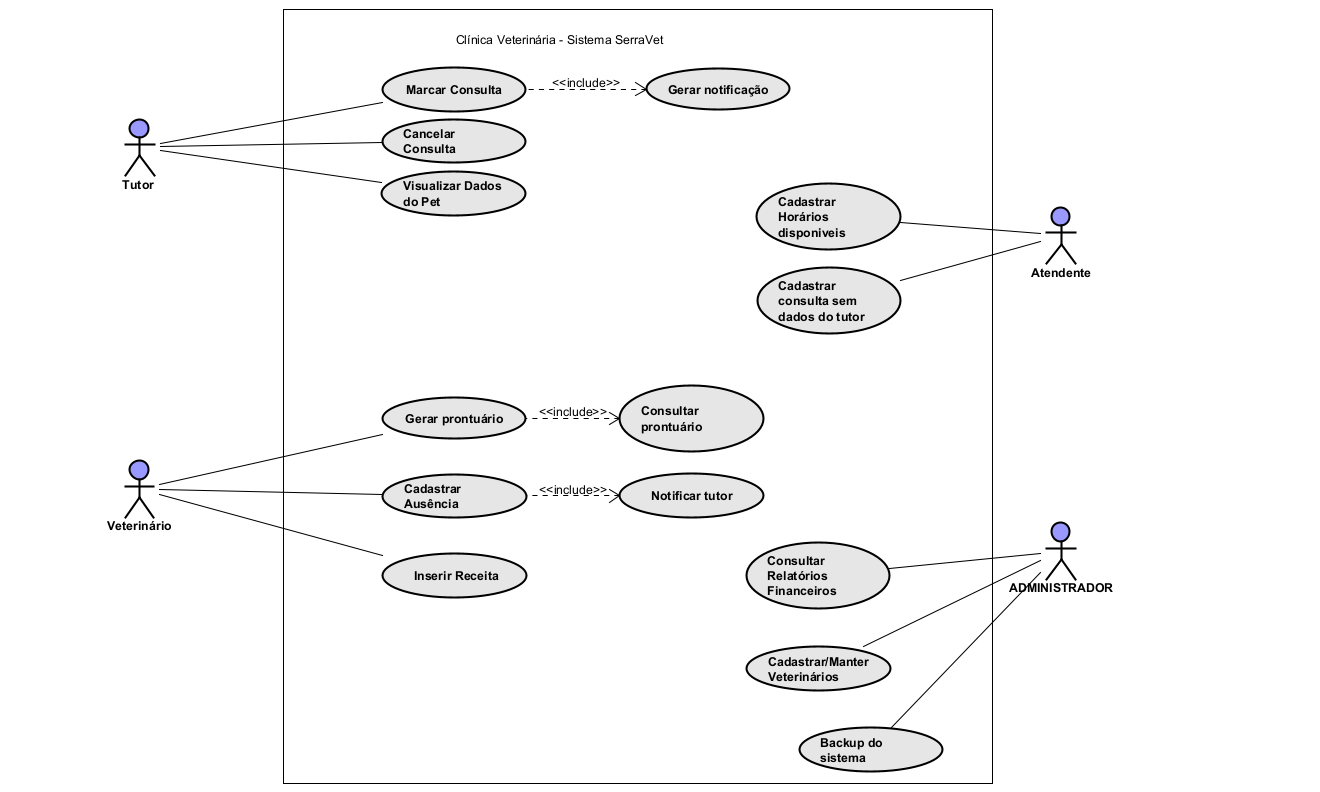 Clínica Veterinária - Sistema SerraVet
Marcar Consulta
<<include>>
Gerar notificação
Cancelar
Consulta
Visualizar Dados
do Pet
Tutor
Cadastrar
Horários
disponiveis
Cadastrar
consulta sem
dados do tutor
Atendente
Gerar prontuário
<<include>>
Consultar
prontuário
Cadastrar
Ausência
<<include>>
Notificar tutor
Veterinário
Inserir Receita
Consultar
Relatórios
Financeiros
ADMINISTRADOR
Cadastrar/Manter
Veterinários
Backup do
sistema